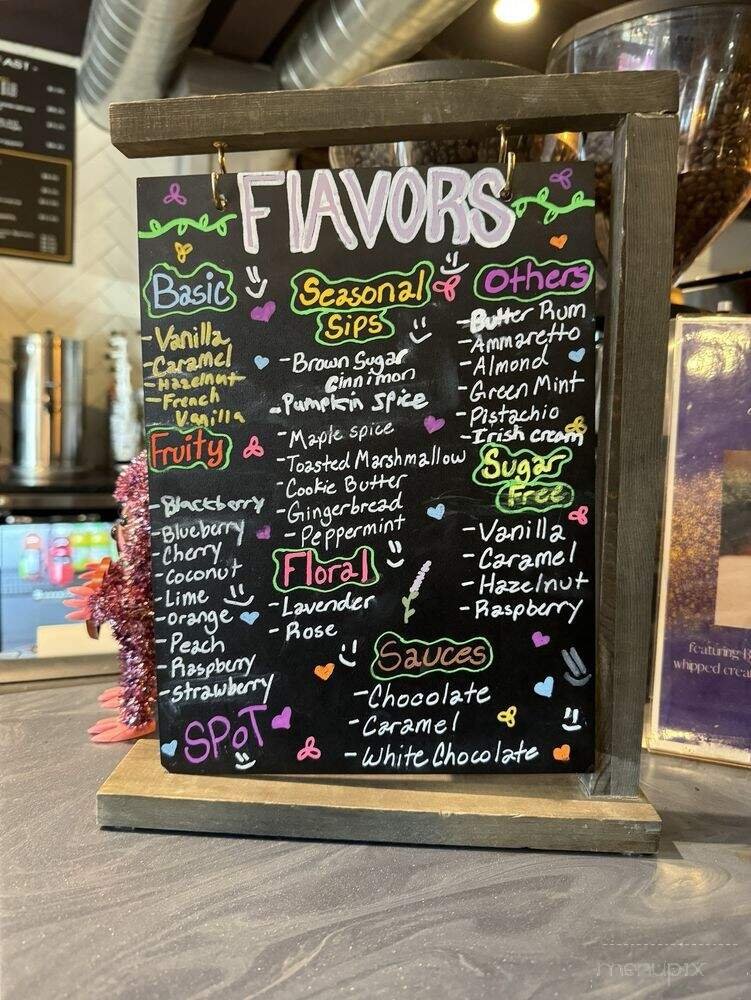 FlAVORS
Basic
-Vanilla
-Caramel
-Hazelnut
-French
Vanilla
Fruity
-Blackberry
-Blueberry
-Cherry
-Coconut
-Lime
-Orange
-Peach
-Raspberry
-Strawberry
SPOT
Seasonal
Sips
-Brown Sugar
Cinnimon
-Pumpkin Spice
-Maple spice
-Toasted Marshmallow
-Cookie Butter
-Gingerbread
-Peppermint
Floral
-Lavender
-Rose
Others
-Butter Rum
-Ammaretto
-Almond
-Green Mint
-Pistachio
-Irish cream
Sugar
Free
-Vanilla
-Caramel
-Hazelnut
-Raspberry
Sauces
-Chocolate
-Caramel
-White Chocolate
featuring
whipped
menupix